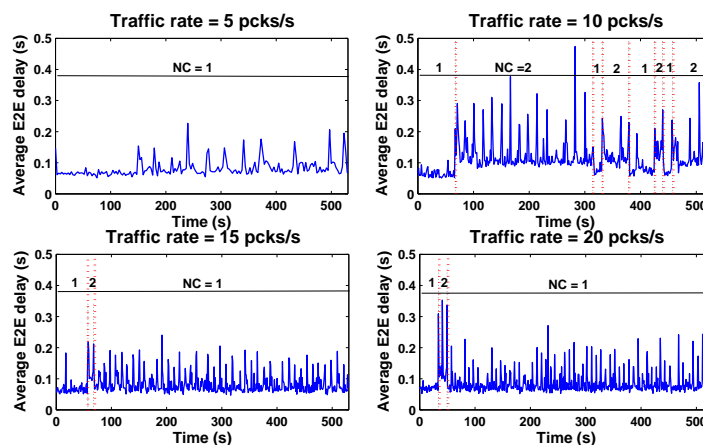 Traffic rate = 5 pcks/s
Average E2E delay (s)
0.5
0.4
0.3
0.2
0.1
0
NC = 1
0 100 200 300 400 500
Time (s)
Traffic rate = 10 pcks/s
Average E2E delay (s)
0.5
0.4
0.3
0.2
0.1
0
1 NC =2 1 2 1 2 1 2
0 100 200 300 400 500
Time (s)
Traffic rate = 15 pcks/s
Average E2E delay (s)
0.5
0.4
0.3
0.2
0.1
0
1 2 NC = 1
0 100 200 300 400 500
Time (s)
Traffic rate = 20 pcks/s
Average E2E delay (s)
0.5
0.4
0.3
0.2
0.1
0
1 2 NC = 1
0 100 200 300 400 500
Time (s)